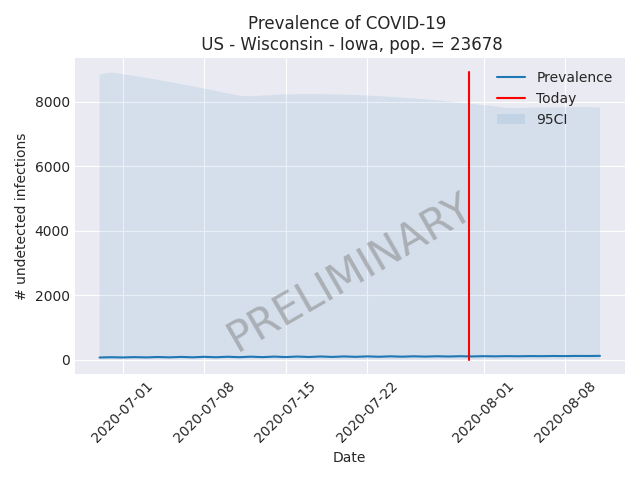 Prevalence of COVID-19
US - Wisconsin - Iowa, pop. = 23678
Prevalence
Today
95CI
8000
6000
4000
2000
0
# undetected infections
PRELIMINARY
2020-07-01
2020-07-08
2020-07-15
2020-07-22
2020-08-01
2020-08-08
Date